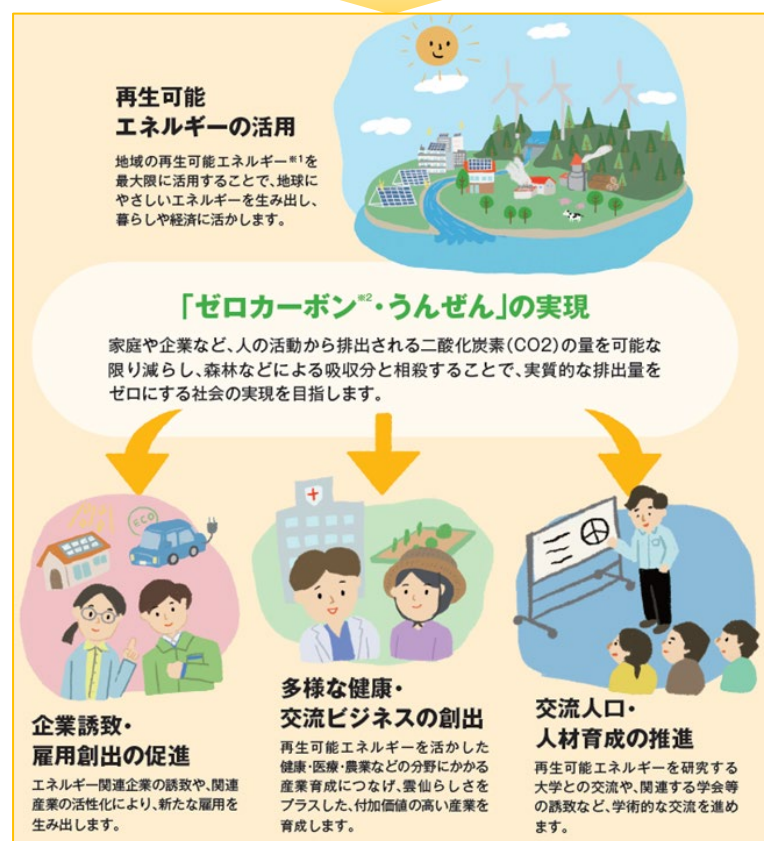 再生可能
エネルギーの活用
地域の再生可能エネルギー※1を
最大限に活用することで、地球に
やさしいエネルギーを生み出し、
暮らしや経済に活かします。
「ゼロカーボン※2・うんぜん」の実現
家庭や企業など、人の活動から排出される二酸化炭素(CO2)の量を可能な
限り減らし、森林などによる吸収分と相殺することで、実質的な排出量を
ゼロにする社会の実現を目指します。
ECO
企業誘致・
雇用創出の促進
エネルギー関連企業の誘致や、関連
産業の活性化により、新たな雇用を
生み出します。
多様な健康・
交流ビジネスの創出
再生可能エネルギーを活かした
健康・医療・農業などの分野にかかる
産業育成につなげ、雲仙らしさを
プラスした、付加価値の高い産業を
育成します。
交流人口・
人材育成の推進
再生可能エネルギーを研究する
大学との交流や、関連する学会等
の誘致など、学術的な交流を進め
ます。